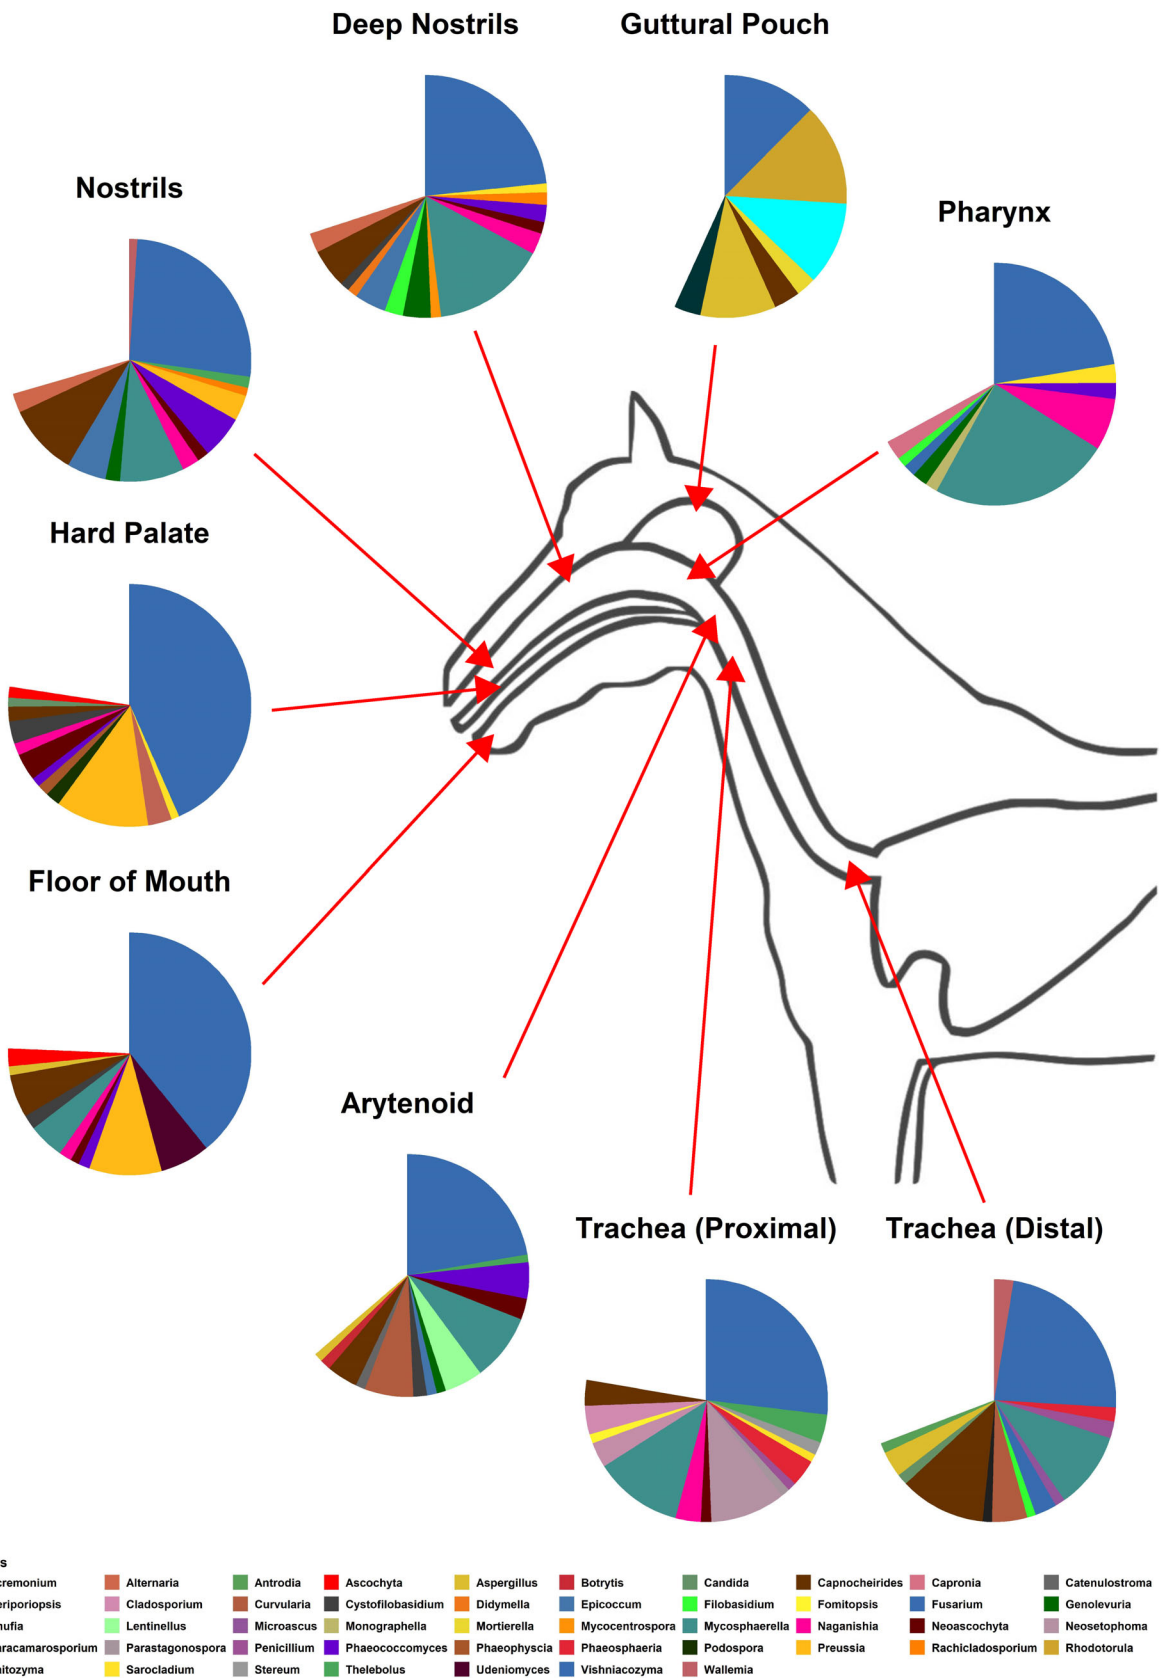 Deep Nostrils
Guttural Pouch
Nostrils
Pharynx
Hard Palate
Floor of Mouth
Arytenoid
Trachea (Proximal)
Trachea (Distal)
Alternaria Antrodia Ascochyta Aspergillus Botrytis Candida Capnocheirides Capronia Catenulostroma
eriporiopsis Cladosporium Curvularia Cystofilobasidium Didymella Epicoccum Filobasidium Fomitopsis Fusarium Genolevuria
Lentinellus Microascus Monographella Mortierella Mycocentrospora Mycosphaerella Naganishia Neoascochyta Neosetophoma
aracamarosporium Parastagonospora Penicillium Phaeococcomyces Phaeophyscia Phaeosphaeria Podospora Preussia Rachicladosporium Rhodotorula
itozyma Sarocladium Stereum Thelebolus Udeniomyces Vishniacozyma Wallemia